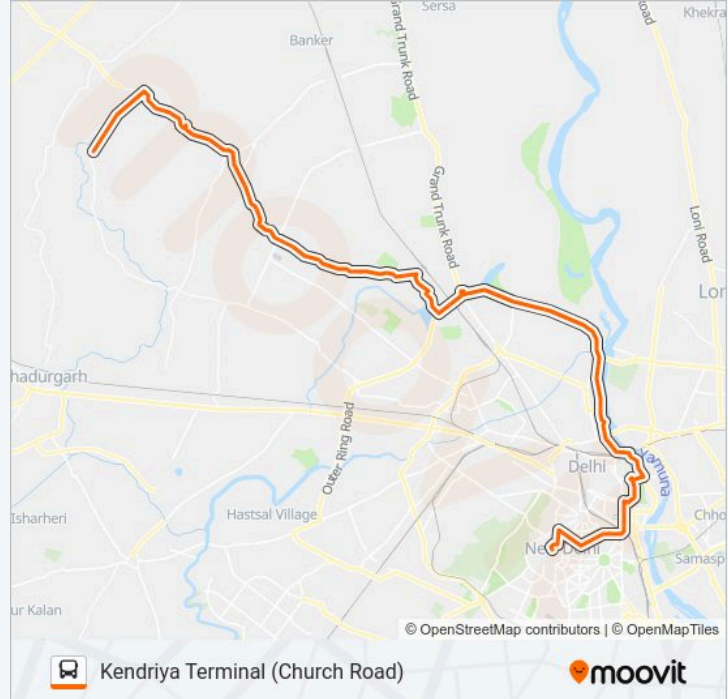 Sersa
Khekra
Banker
Grand Trunk Road
Grand Trunk Road
Loni Road
Lon
hadurgarh
Outer Ring Road
Delhi
Yamuna
Isharheri
Hastsal Village
Chho
New Delhi
Samasp
ur Kalan
© OpenStreetMap contributors | © OpenMapTiles
Kendriya Terminal (Church Road)
moovit